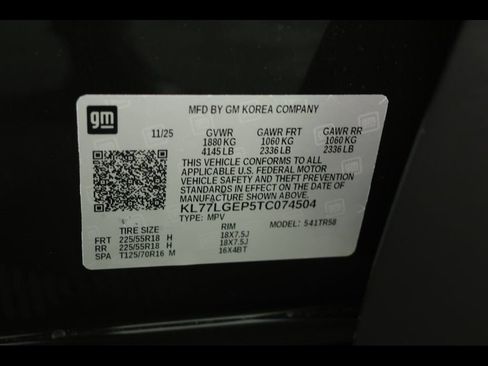 gm
MFD BY GM KOREA COMPANY
11/25 GVWR GAWR FRT GAWR RR
1880 KG 1060 KG 1060 KG
4145 LB 2336 LB 2336 LB
THIS VEHICLE CONFORMS TO ALL
APPLICABLE U.S. FEDERAL MOTOR
VEHICLE SAFETY AND THEFT PREVENTION
STANDARDS IN EFFECT ON THE DATE OF
MANUFACTURE SHOWN ABOVE.
KL77LGEP5TC074504
TYPE: MPV
TIRE SIZE RIM MODEL: 541TR58
FRT 225/55R18 H 18X7.5J
RR 225/55R18 H 18X7.5J
SPA T125/70R16 M 16X4BT